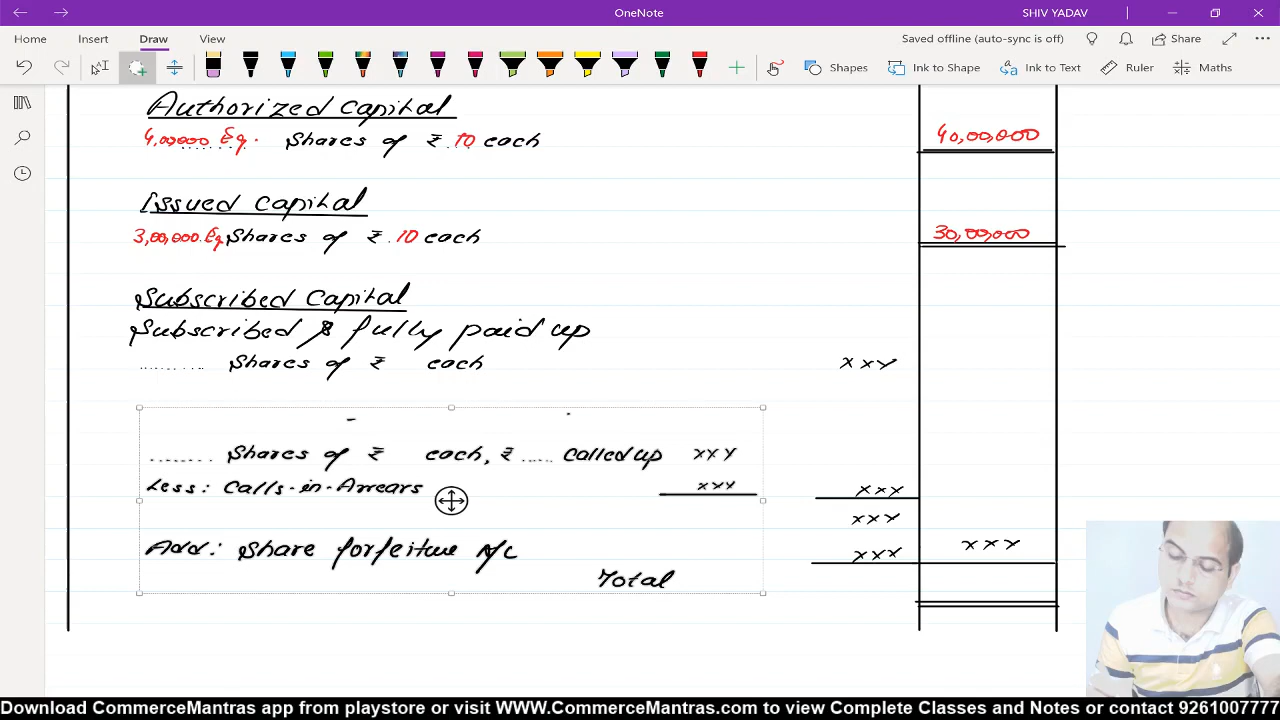 OneNote
SHIV YADAV
Home Insert Draw View
Saved offline (auto-sync is off)
Share
Shapes
Ink to Shape
Ink to Text
Ruler
Maths
Authorized Capital
4,00,000 Eq. Shares of ₹ 10 each 40,00,000
Issued Capital
3,00,000 Eq. Shares of ₹ 10 each 30,00,000
Subscribed Capital
Subscribed & fully paid up
......... Shares of ₹ each xxx
......... Shares of ₹ each, ₹ ..... called up xxx
Less: Calls-in-Arrears xxx xxx
xxx
Add: Share forfeiture A/c xxx xxx
Total
Download CommerceMantras app from playstore or visit WWW.CommerceMantras.com to view Complete Classes and Notes or contact 9261007777